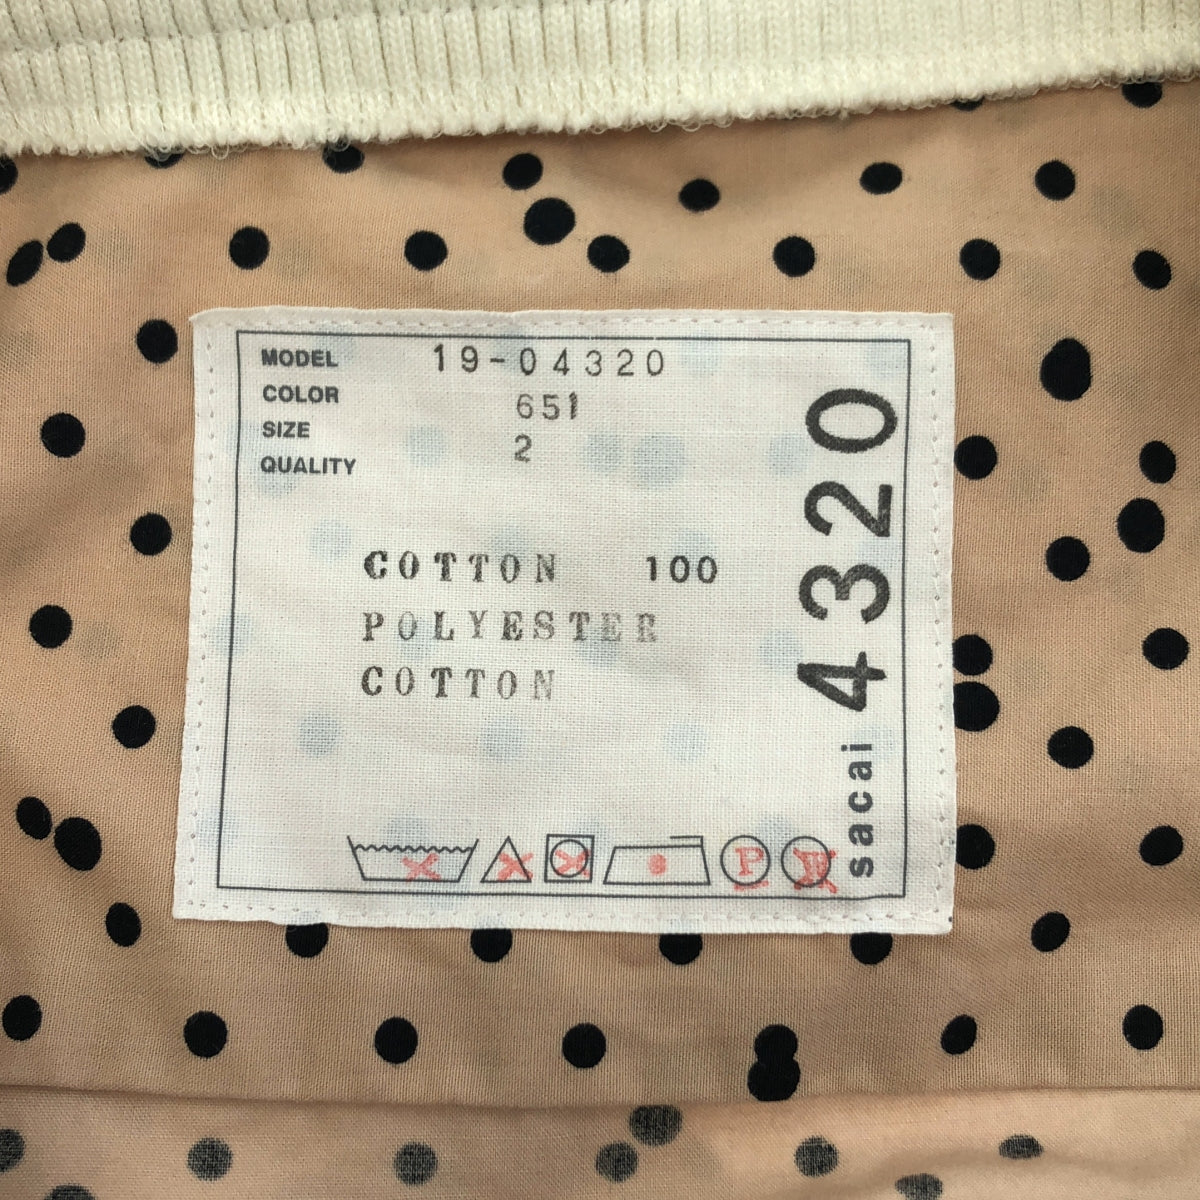 MODEL 19-04320
COLOR 651
SIZE 2
QUALITY
COTTON 100
POLYESTER
COTTON
P
sacai 4320